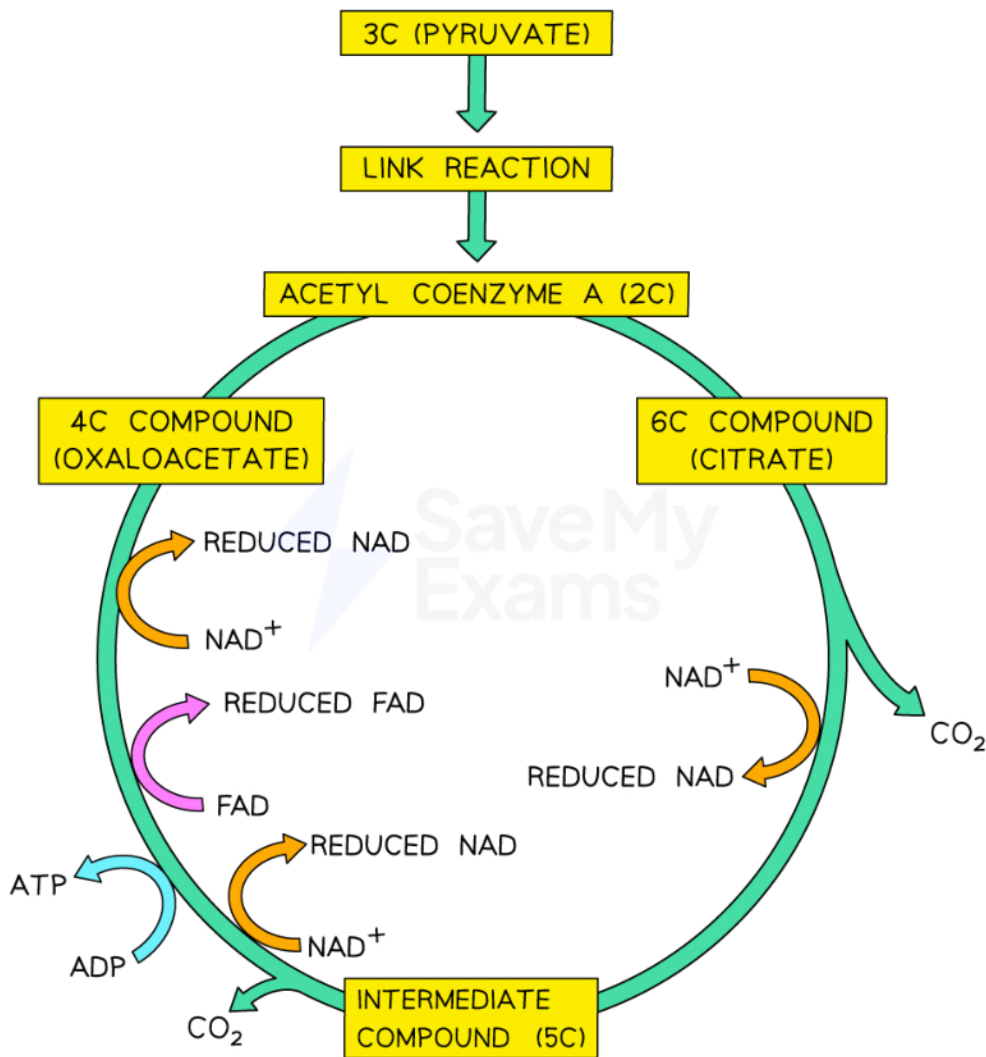 3C (PYRUVATE)
LINK REACTION
ACETYL COENZYME A (2C)
4C COMPOUND
(OXALOACETATE)
6C COMPOUND
(CITRATE)
SaveMy
Exams
REDUCED NAD
NAD+
REDUCED FAD
FAD
NAD+
REDUCED NAD
CO2
REDUCED NAD
NAD+
ATP
ADP
CO2
INTERMEDIATE
COMPOUND (5C)